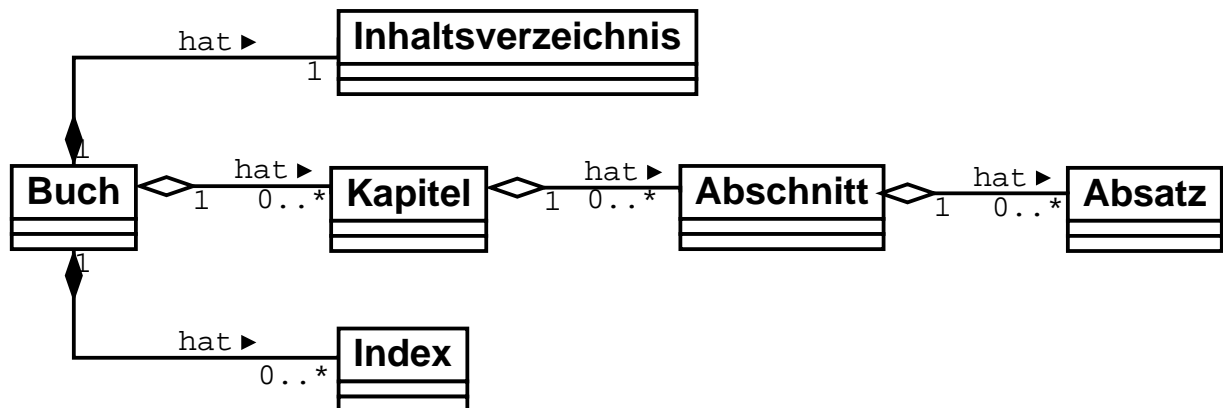 hat ► Inhaltsverzeichnis
1
1
Buch hat ► Kapitel hat ► Abschnitt hat ► Absatz
1 0..* 1 0..* 1 0..*
1
hat ► Index
0..*